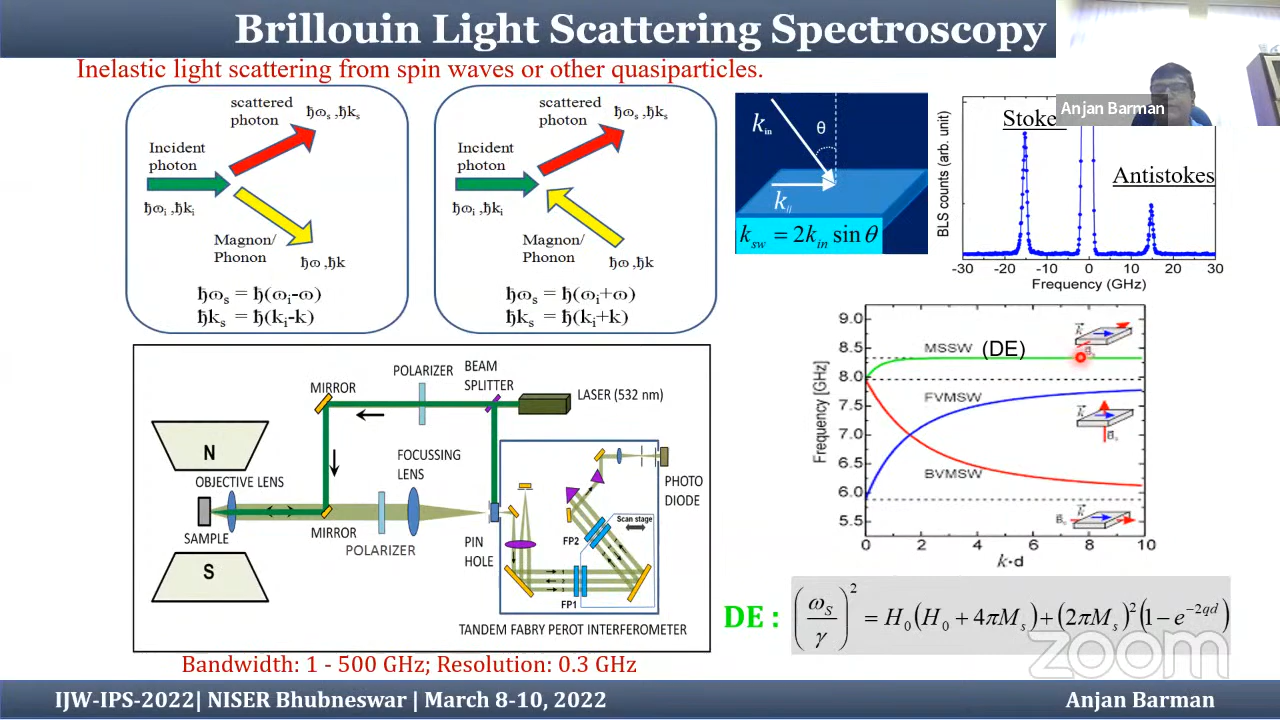 Brillouin Light Scattering Spectroscopy
Anjan Barman
Inelastic light scattering from spin waves or other quasiparticles.
scattered
photon
ħωs ,ħks
Incident
photon
ħωi ,ħki
Magnon/
Phonon
ħω ,ħk
ħωs = ħ(ωi-ω)
ħks = ħ(ki-k)
scattered
photon
ħωs ,ħks
Incident
photon
ħωi ,ħki
Magnon/
Phonon
ħω ,ħk
ħωs = ħ(ωi+ω)
ħks = ħ(ki+k)
kin
θ
k//
ksw = 2kin sin θ
Stoke
Antistokes
BLS counts (arb. unit)
-30 -20 -10 0 10 20 30
Frequency (GHz)
MIRROR
POLARIZER
BEAM
SPLITTER
LASER (532 nm)
N
OBJECTIVE LENS
FOCUSSING
LENS
SAMPLE
MIRROR
POLARIZER
S
PIN
HOLE
PHOTO
DIODE
Scan stage
FP2
FP1
1
2
3
TANDEM FABRY PEROT INTERFEROMETER
Bandwidth: 1 - 500 GHz; Resolution: 0.3 GHz
Frequency [GHz]
9.0
8.5
8.0
7.5
7.0
6.5
6.0
5.5
MSSW (DE)
FVMSW
BVMSW
k
k
B0
B0
k
0 2 4 6 8 10
k·d
DE : (ωS/γ)² = H0(H0 + 4πMs) + (2πMs)²(1 − e^−2qd)
zoom
IJW-IPS-2022| NISER Bhubneswar | March 8-10, 2022
Anjan Barman